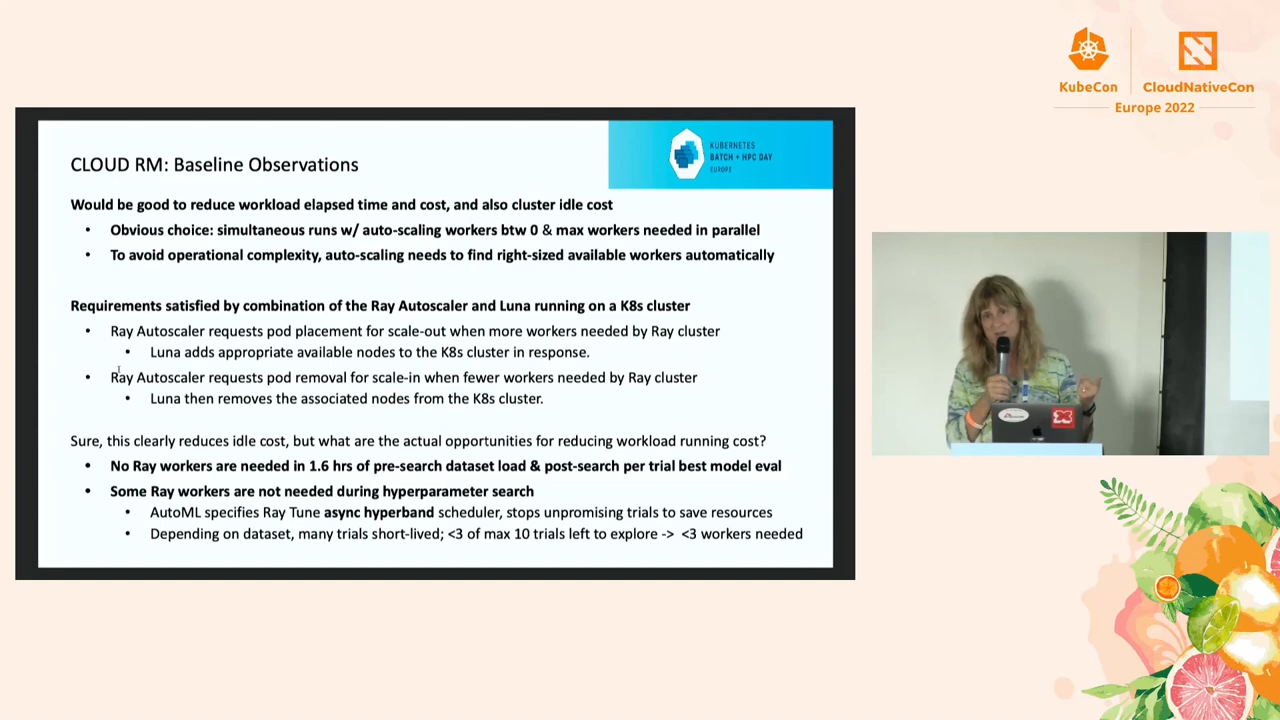 KubeCon
CloudNativeCon
Europe 2022
KUBERNETES
BATCH + HPC DAY
EUROPE
CLOUD RM: Baseline Observations
Would be good to reduce workload elapsed time and cost, and also cluster idle cost
• Obvious choice: simultaneous runs w/ auto-scaling workers btw 0 & max workers needed in parallel
• To avoid operational complexity, auto-scaling needs to find right-sized available workers automatically
Requirements satisfied by combination of the Ray Autoscaler and Luna running on a K8s cluster
• Ray Autoscaler requests pod placement for scale-out when more workers needed by Ray cluster
• Luna adds appropriate available nodes to the K8s cluster in response.
• Ray Autoscaler requests pod removal for scale-in when fewer workers needed by Ray cluster
• Luna then removes the associated nodes from the K8s cluster.
Sure, this clearly reduces idle cost, but what are the actual opportunities for reducing workload running cost?
• No Ray workers are needed in 1.6 hrs of pre-search dataset load & post-search per trial best model eval
• Some Ray workers are not needed during hyperparameter search
• AutoML specifies Ray Tune async hyperband scheduler, stops unpromising trials to save resources
• Depending on dataset, many trials short-lived; <3 of max 10 trials left to explore -> <3 workers needed